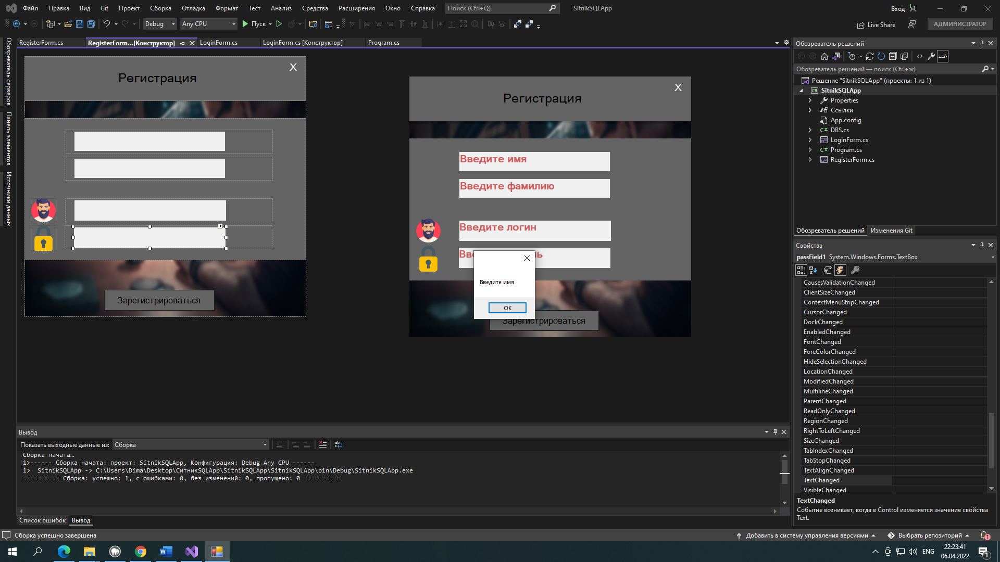 Файл Правка Вид Git Проект Сборка Отладка Формат Тест Анализ Средства Расширения Окно Справка Поиск (Ctrl+Q) SitnikSQLApp Вход
Debug Any CPU Пуск Live Share АДМИНИСТРАТОР
RegisterForm.cs RegisterForm...[Конструктор] LoginForm.cs LoginForm.cs [Конструктор] Program.cs
Обозреватель серверов
Панель элементов
Источники данных
X
Регистрация
Зарегистрироваться
X
Регистрация
Введите имя
Введите фамилию
Введите логин
Вве
ь
Введите имя
OK
Зарегистрироваться
Обозреватель решений
Обозреватель решений — поиск (Ctrl+ж)
Решение "SitnikSQLApp" (проекты: 1 из 1)
SitnikSQLApp
Properties
Ссылки
App.config
DBS.cs
LoginForm.cs
Program.cs
RegisterForm.cs
Обозреватель решений Изменения Git
Свойства
passField1 System.Windows.Forms.TextBox
CausesValidationChanged
ClientSizeChanged
ContextMenuStripChanged
CursorChanged
DockChanged
EnabledChanged
FontChanged
ForeColorChanged
HideSelectionChanged
LocationChanged
ModifiedChanged
MultilineChanged
ParentChanged
ReadOnlyChanged
RegionChanged
RightToLeftChanged
SizeChanged
TabIndexChanged
TabStopChanged
TextAlignChanged
TextChanged
VisibleChanged
TextChanged
Событие возникает, когда в Control изменяется значение свойства
Text.
Вывод
Показать выходные данные из: Сборка
Сборка начата…
1>------ Сборка начата: проект: SitnikSQLApp, Конфигурация: Debug Any CPU ------
1>  SitnikSQLApp -> C:\Users\Dima\Desktop\СитникSQLApp\SitnikSQLApp\SitnikSQLApp\bin\Debug\SitnikSQLApp.exe
========== Сборка: успешно: 1, с ошибками: 0, без изменений: 0, пропущено: 0 ==========
Список ошибок Вывод
Сборка успешно завершена Добавить в систему управления версиями Выбрать репозиторий 1
ENG 22:23:41
06.04.2022 1